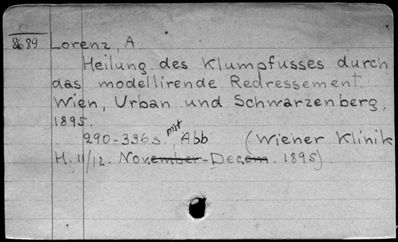 8689 Lorenz, A.
Heilung des Klumpfusses durch
das modellirende Redressement.
Wien, Urban und Schwarzenberg,
1895.
290-336s mit Abb (Wiener Klinik
H. 11/12. November-Decem. 1895)